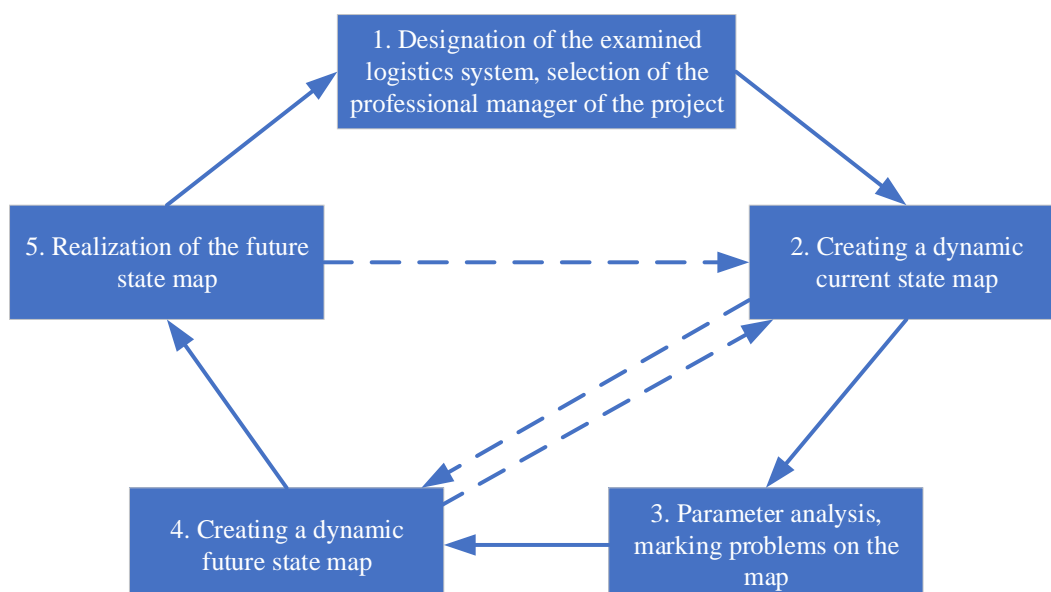 1. Designation of the examined
logistics system, selection of the
professional manager of the project
5. Realization of the future
state map
2. Creating a dynamic
current state map
4. Creating a dynamic
future state map
3. Parameter analysis,
marking problems on the
map